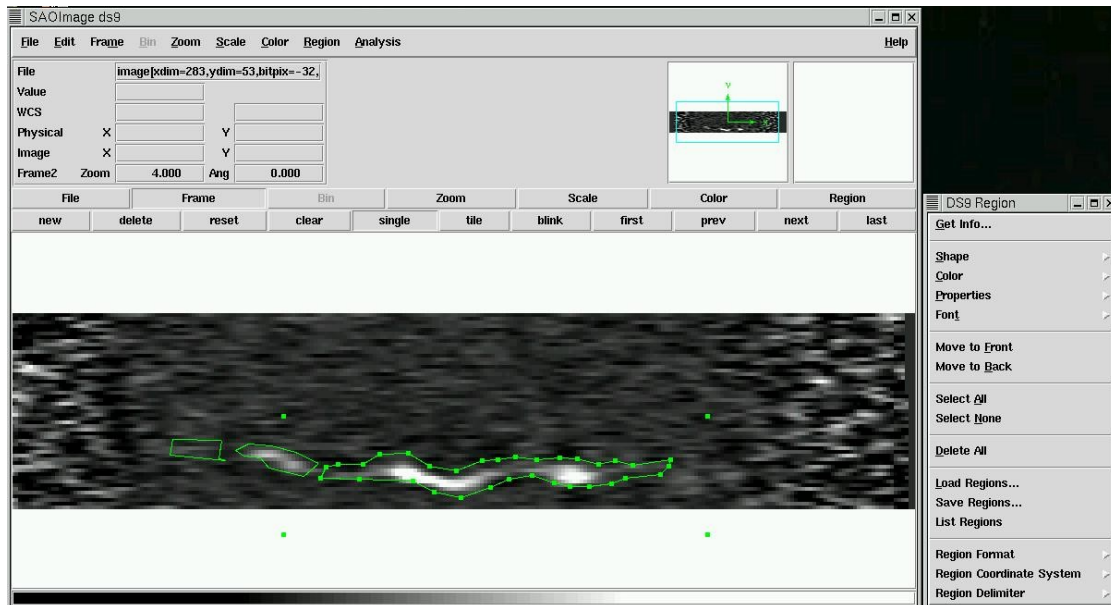 SAOImage ds9
File Edit Frame Bin Zoom Scale Color Region Analysis Help
File image[xdim=283,ydim=53,bitpix=-32,
Value
WCS
Physical X Y
Image X Y
Frame2 Zoom 4.000 Ang 0.000
File Frame Bin Zoom Scale Color Region
new delete reset clear single tile blink first prev next last
DS9 Region
Get Info...
Shape
Color
Properties
Font
Move to Front
Move to Back
Select All
Select None
Delete All
Load Regions...
Save Regions...
List Regions
Region Format
Region Coordinate System
Region Delimiter